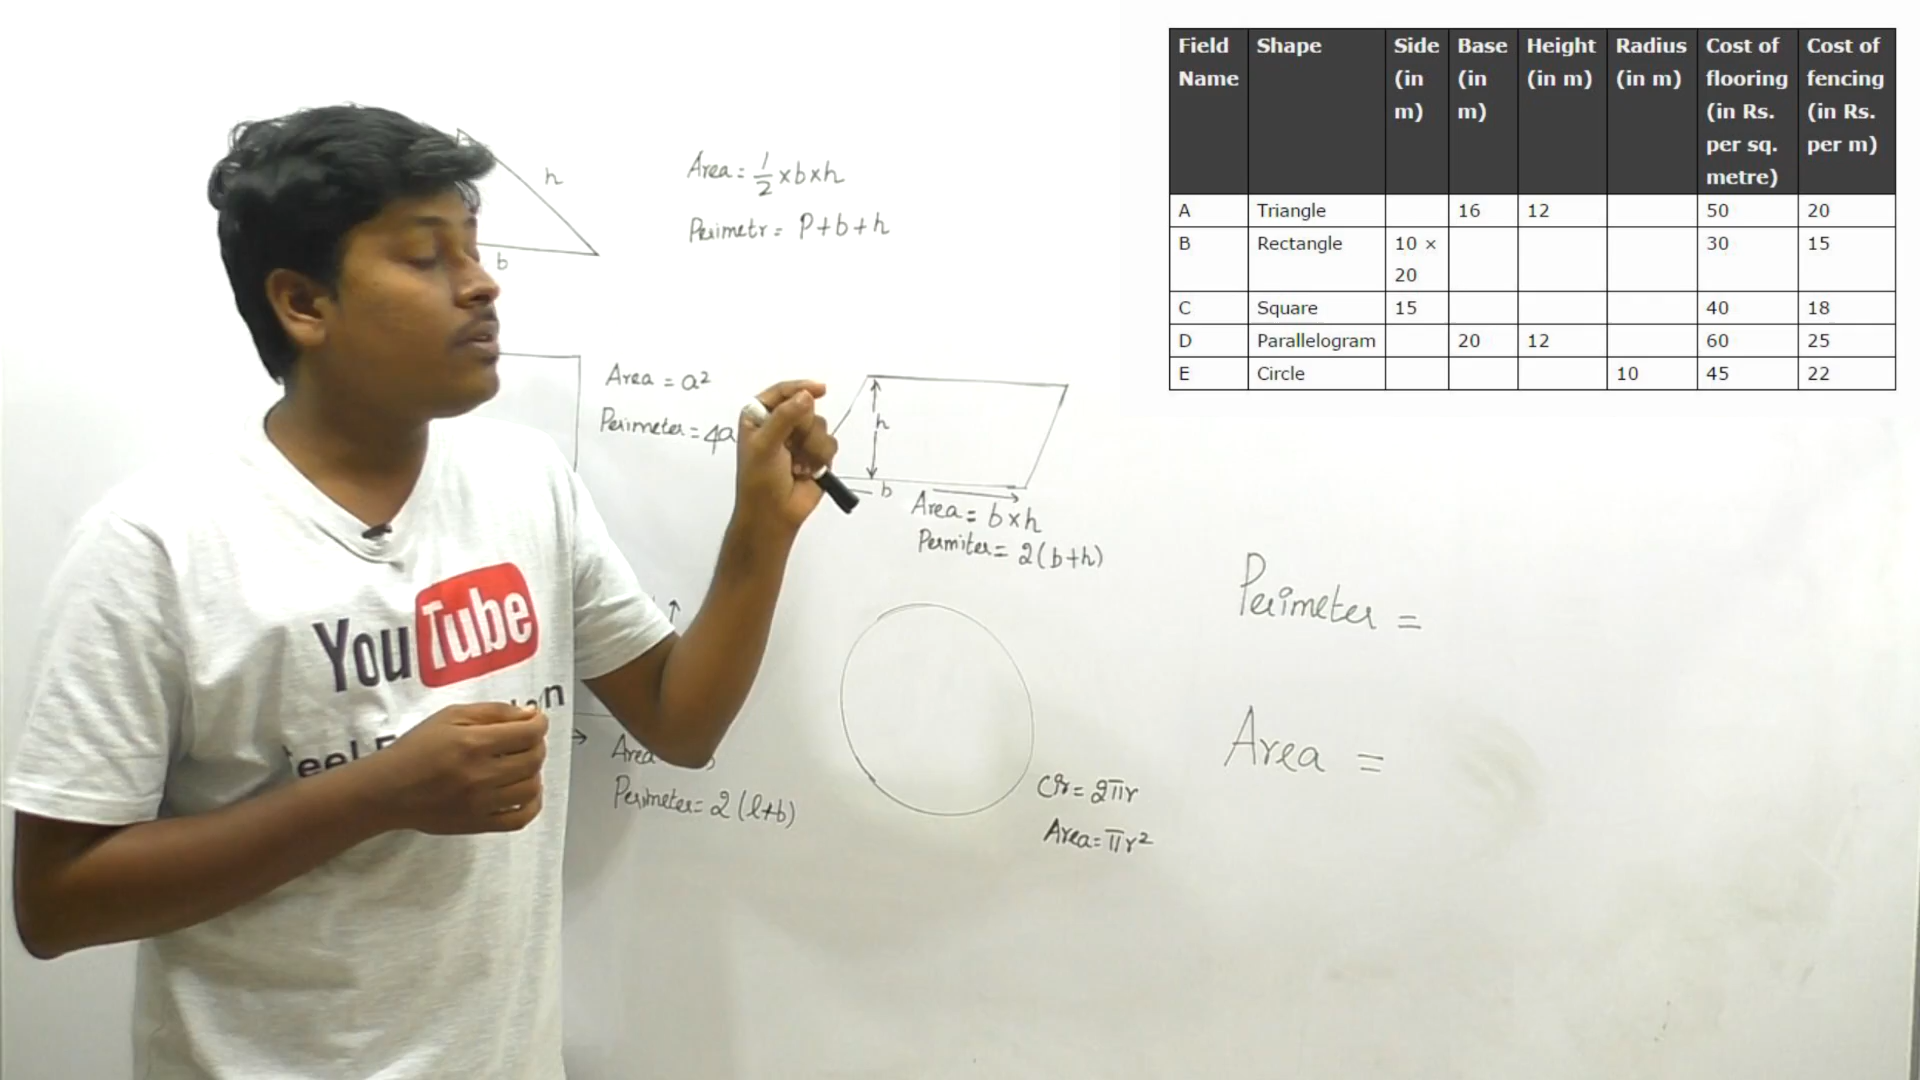 h
b
Area = 1/2 × b × h
Perimetr = P + b + h
Area = a²
Perimeter = 4a
h
b
Area = b × h
Permiter = 2(b+h)
Area
Perimeter = 2(l+b)
Cr = 2πr
Area = πr²
Perimeter =
Area =
YouTube
Field Name Shape Side (in m) Base (in m) Height (in m) Radius (in m) Cost of flooring (in Rs. per sq. metre) Cost of fencing (in Rs. per m)
A Triangle 16 12 50 20
B Rectangle 10 × 20 30 15
C Square 15 40 18
D Parallelogram 20 12 60 25
E Circle 10 45 22